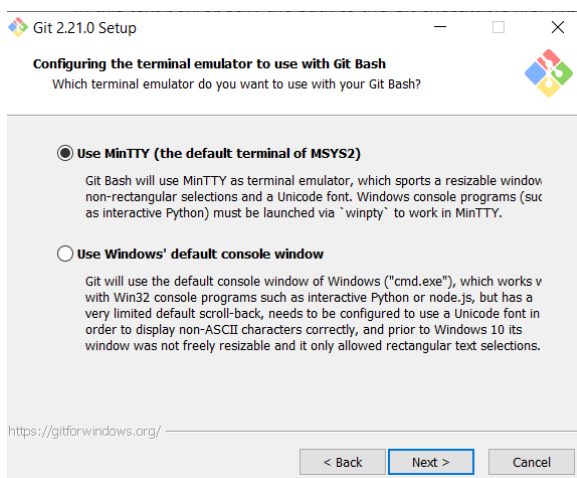 Git 2.21.0 Setup
Configuring the terminal emulator to use with Git Bash
Which terminal emulator do you want to use with your Git Bash?
Use MinTTY (the default terminal of MSYS2)
Git Bash will use MinTTY as terminal emulator, which sports a resizable window
non-rectangular selections and a Unicode font. Windows console programs (suc
as interactive Python) must be launched via `winpty` to work in MinTTY.
Use Windows' default console window
Git will use the default console window of Windows ("cmd.exe"), which works
with Win32 console programs such as interactive Python or node.js, but has a
very limited default scroll-back, needs to be configured to use a Unicode font in
order to display non-ASCII characters correctly, and prior to Windows 10 its
window was not freely resizable and it only allowed rectangular text selections.
https://gitforwindows.org/
< Back Next > Cancel